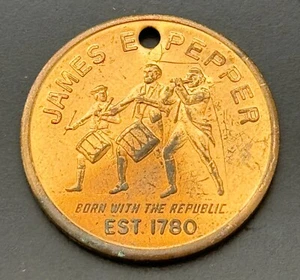 JAMES E PEPPER
BORN WITH THE REPUBLIC
EST. 1780